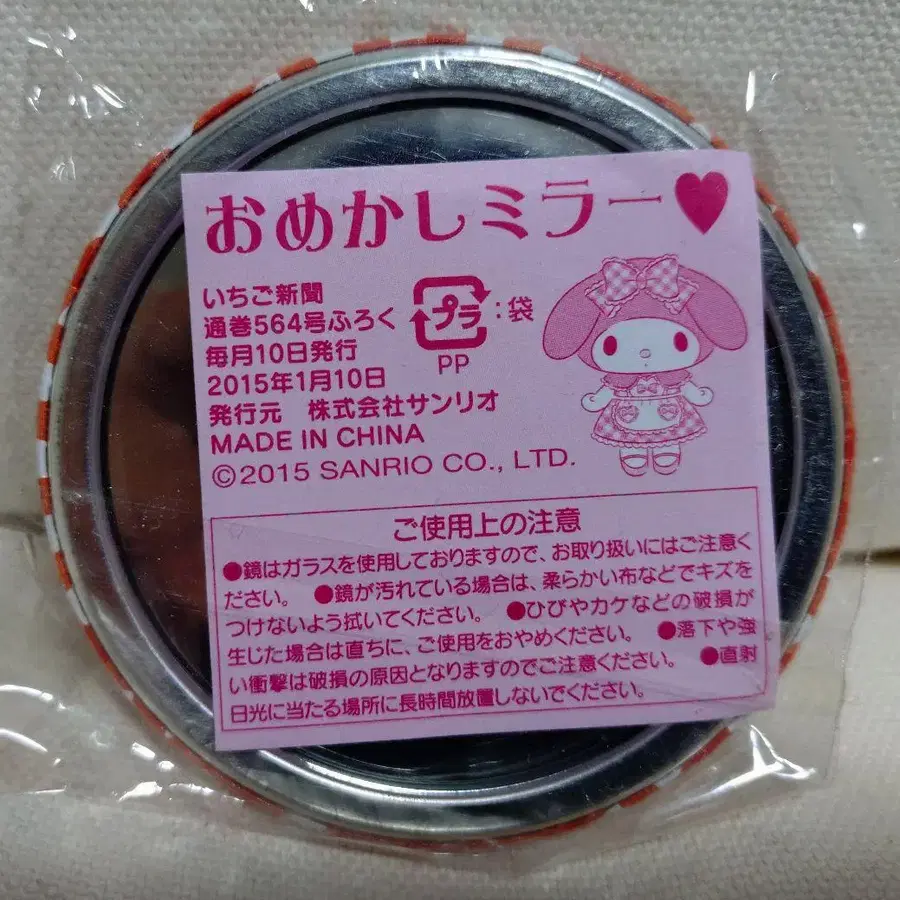 おめかしミラー♥
いちご新聞
通巻564号ふろく
毎月10日発行
2015年1月10日
発行元　株式会社サンリオ
MADE IN CHINA
©2015 SANRIO CO., LTD.
プラ:袋
PP
ご使用上の注意
●鏡はガラスを使用しておりますので、お取り扱いにはご注意く
ださい。　●鏡が汚れている場合は、柔らかい布などでキズを
つけないよう拭いてください。　●ひびやカケなどの破損が
生じた場合は直ちに、ご使用をおやめください。　●落下や強
い衝撃は破損の原因となりますのでご注意ください。　●直射
日光に当たる場所に長時間放置しないでください。